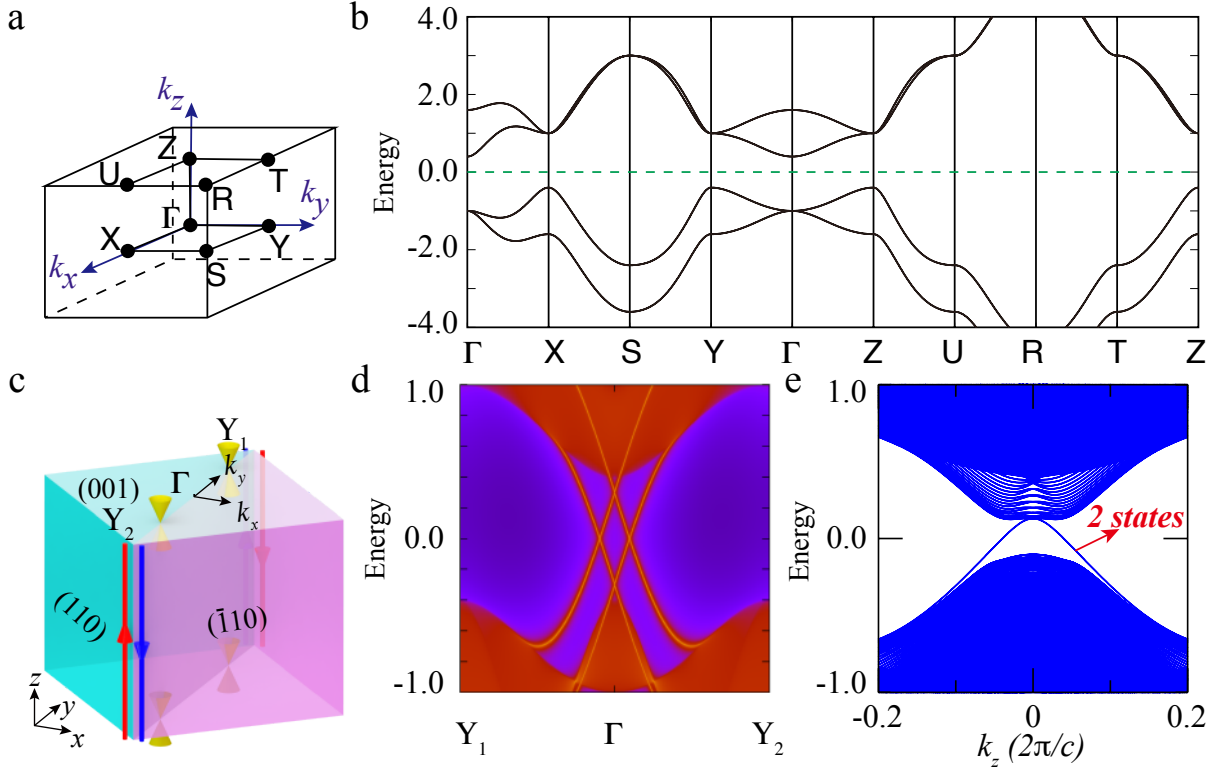 a
k_z
Z
U
T
R
Γ
k_y
X
Y
S
k_x
b
4.0
2.0
0.0
-2.0
-4.0
Energy
Γ X S Y Γ Z U R T Z
c
Y_1
k_y
Γ
(001)
k_x
Y_2
(110)
(1̄10)
z
y
x
d
1.0
0.0
-1.0
Energy
Y_1 Γ Y_2
e
1.0
0.0
-1.0
Energy
2 states
-0.2 0 0.2
k_z (2π/c)